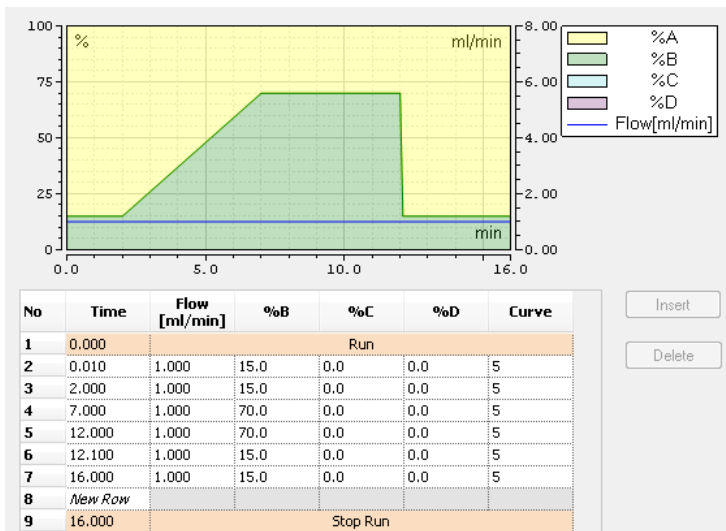 100
75
50
25
0
%
ml/min
8.00
6.00
4.00
2.00
0.00
min
0.0 5.0 10.0 16.0
%A
%B
%C
%D
Flow[ml/min]
No Time Flow [ml/min] %B %C %D Curve
1 0.000 Run
2 0.010 1.000 15.0 0.0 0.0 5
3 2.000 1.000 15.0 0.0 0.0 5
4 7.000 1.000 70.0 0.0 0.0 5
5 12.000 1.000 70.0 0.0 0.0 5
6 12.100 1.000 15.0 0.0 0.0 5
7 16.000 1.000 15.0 0.0 0.0 5
8 New Row
9 16.000 Stop Run
Insert
Delete